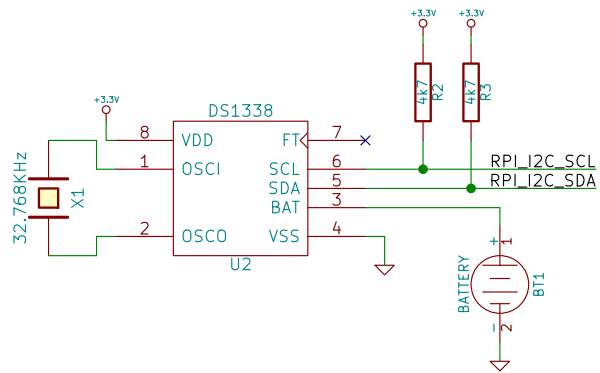 +3.3V
+3.3V
4k7
R2
4k7
R3
+3.3V
DS1338
8
VDD
FT
7
1
OSCI
SCL
6
RPI_I2C_SCL
SDA
5
RPI_I2C_SDA
BAT
3
2
OSCO
VSS
4
U2
32.768KHz
X1
+
1
BATTERY
BT1
-
2